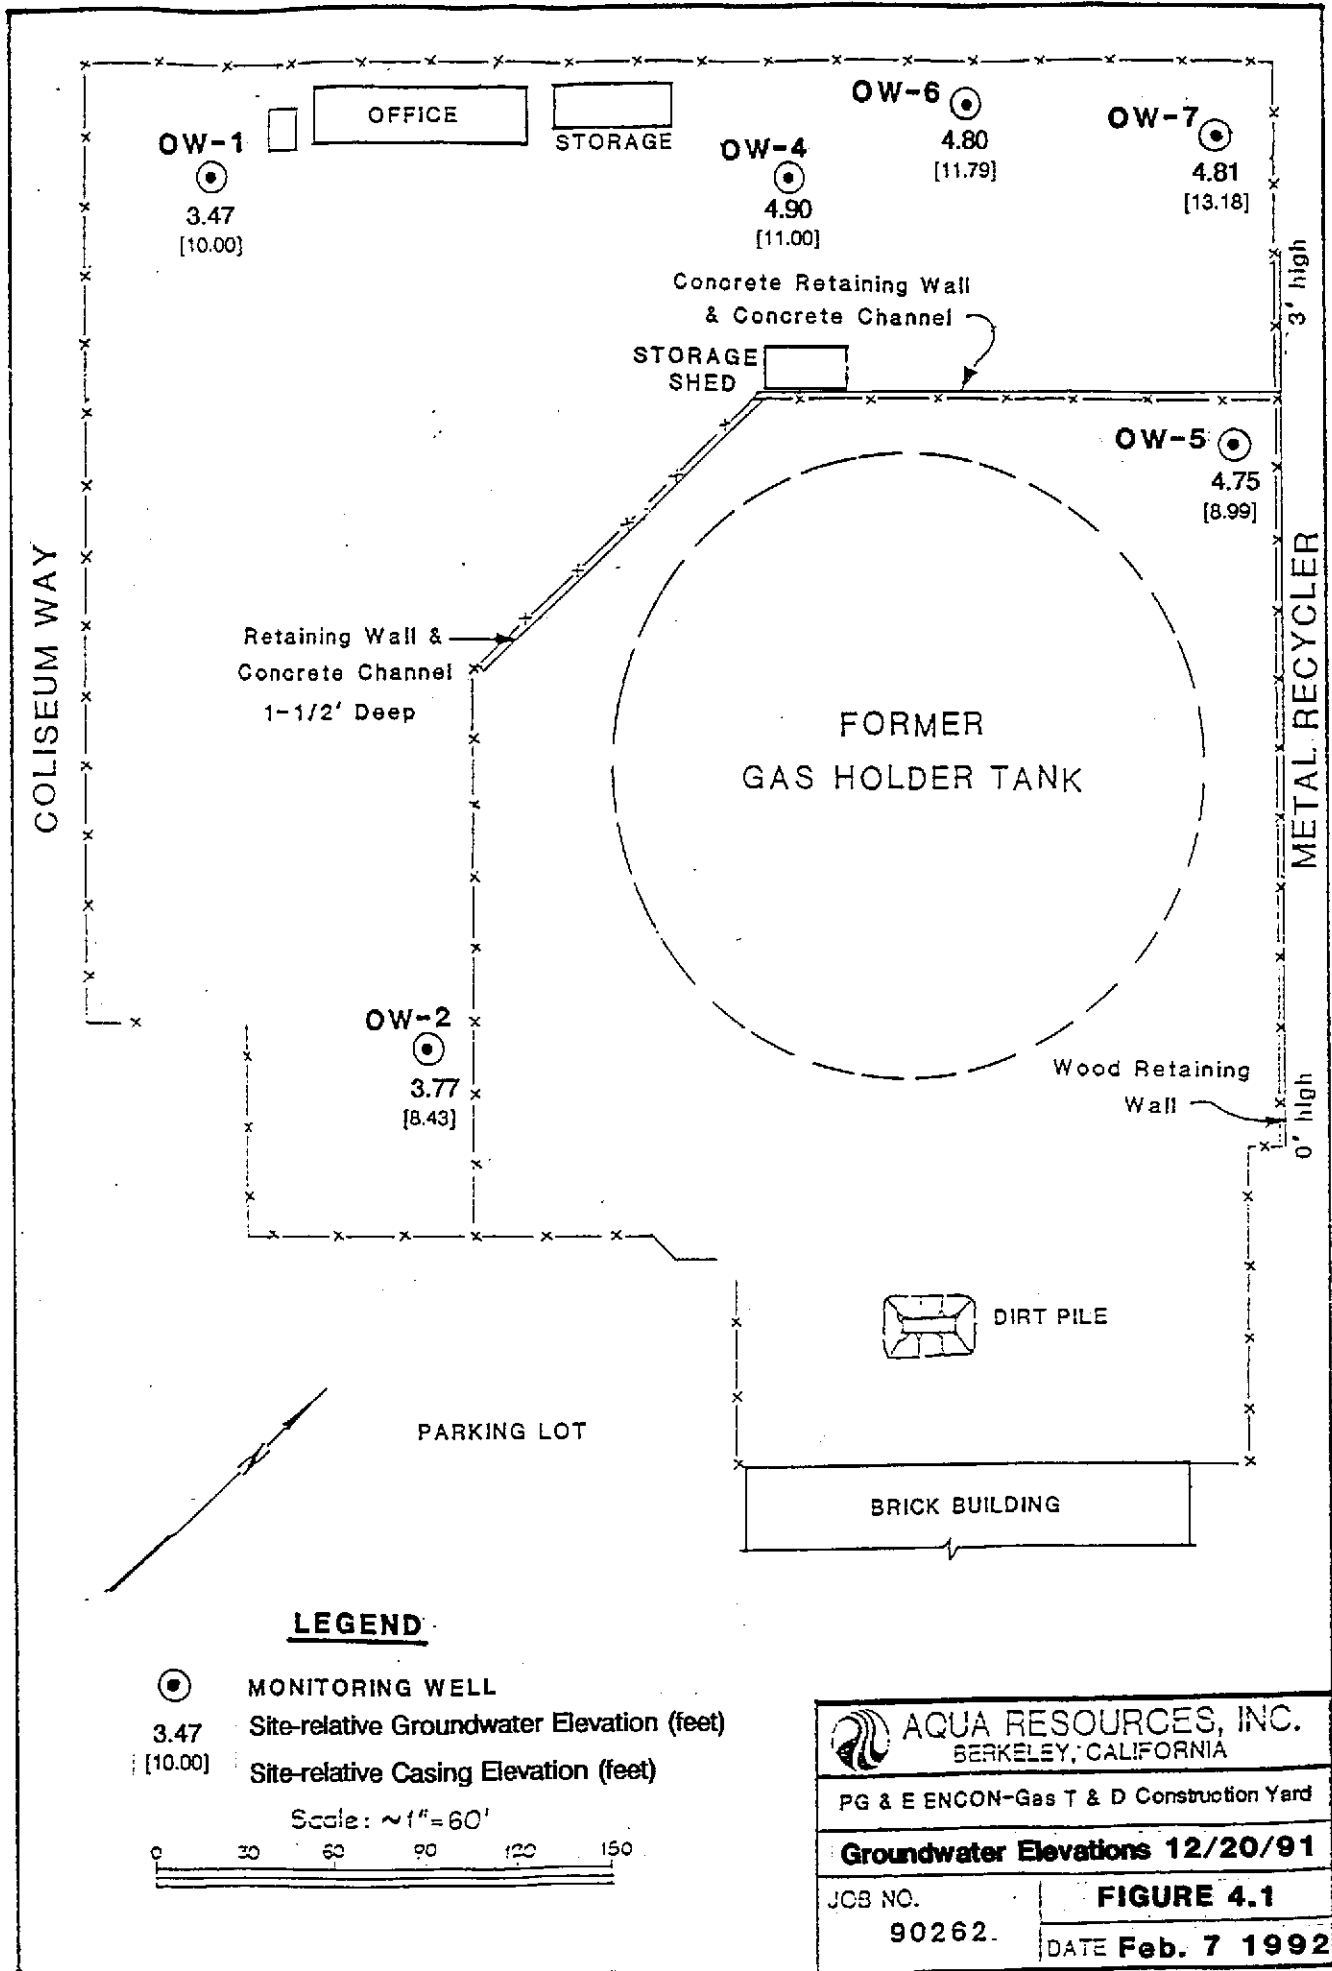 OFFICE
STORAGE
OW-1
3.47
[10.00]
OW-4
4.90
[11.00]
OW-6
4.80
[11.79]
OW-7
4.81
[13.18]
3' high
Concrete Retaining Wall
& Concrete Channel
STORAGE
SHED
OW-5
4.75
[8.99]
COLISEUM WAY
METAL RECYCLER
Retaining Wall &
Concrete Channel
1-1/2' Deep
FORMER
GAS HOLDER TANK
OW-2
3.77
[8.43]
Wood Retaining
Wall
0' high
DIRT PILE
PARKING LOT
BRICK BUILDING
LEGEND
MONITORING WELL
3.47 Site-relative Groundwater Elevation (feet)
[10.00] Site-relative Casing Elevation (feet)
Scale: ~1"=60'
0 30 60 90 120 150
AQUA RESOURCES, INC.
BERKELEY, CALIFORNIA
PG & E ENCON-Gas T & D Construction Yard
Groundwater Elevations 12/20/91
JOB NO.
90262.
FIGURE 4.1
DATE Feb. 7 1992